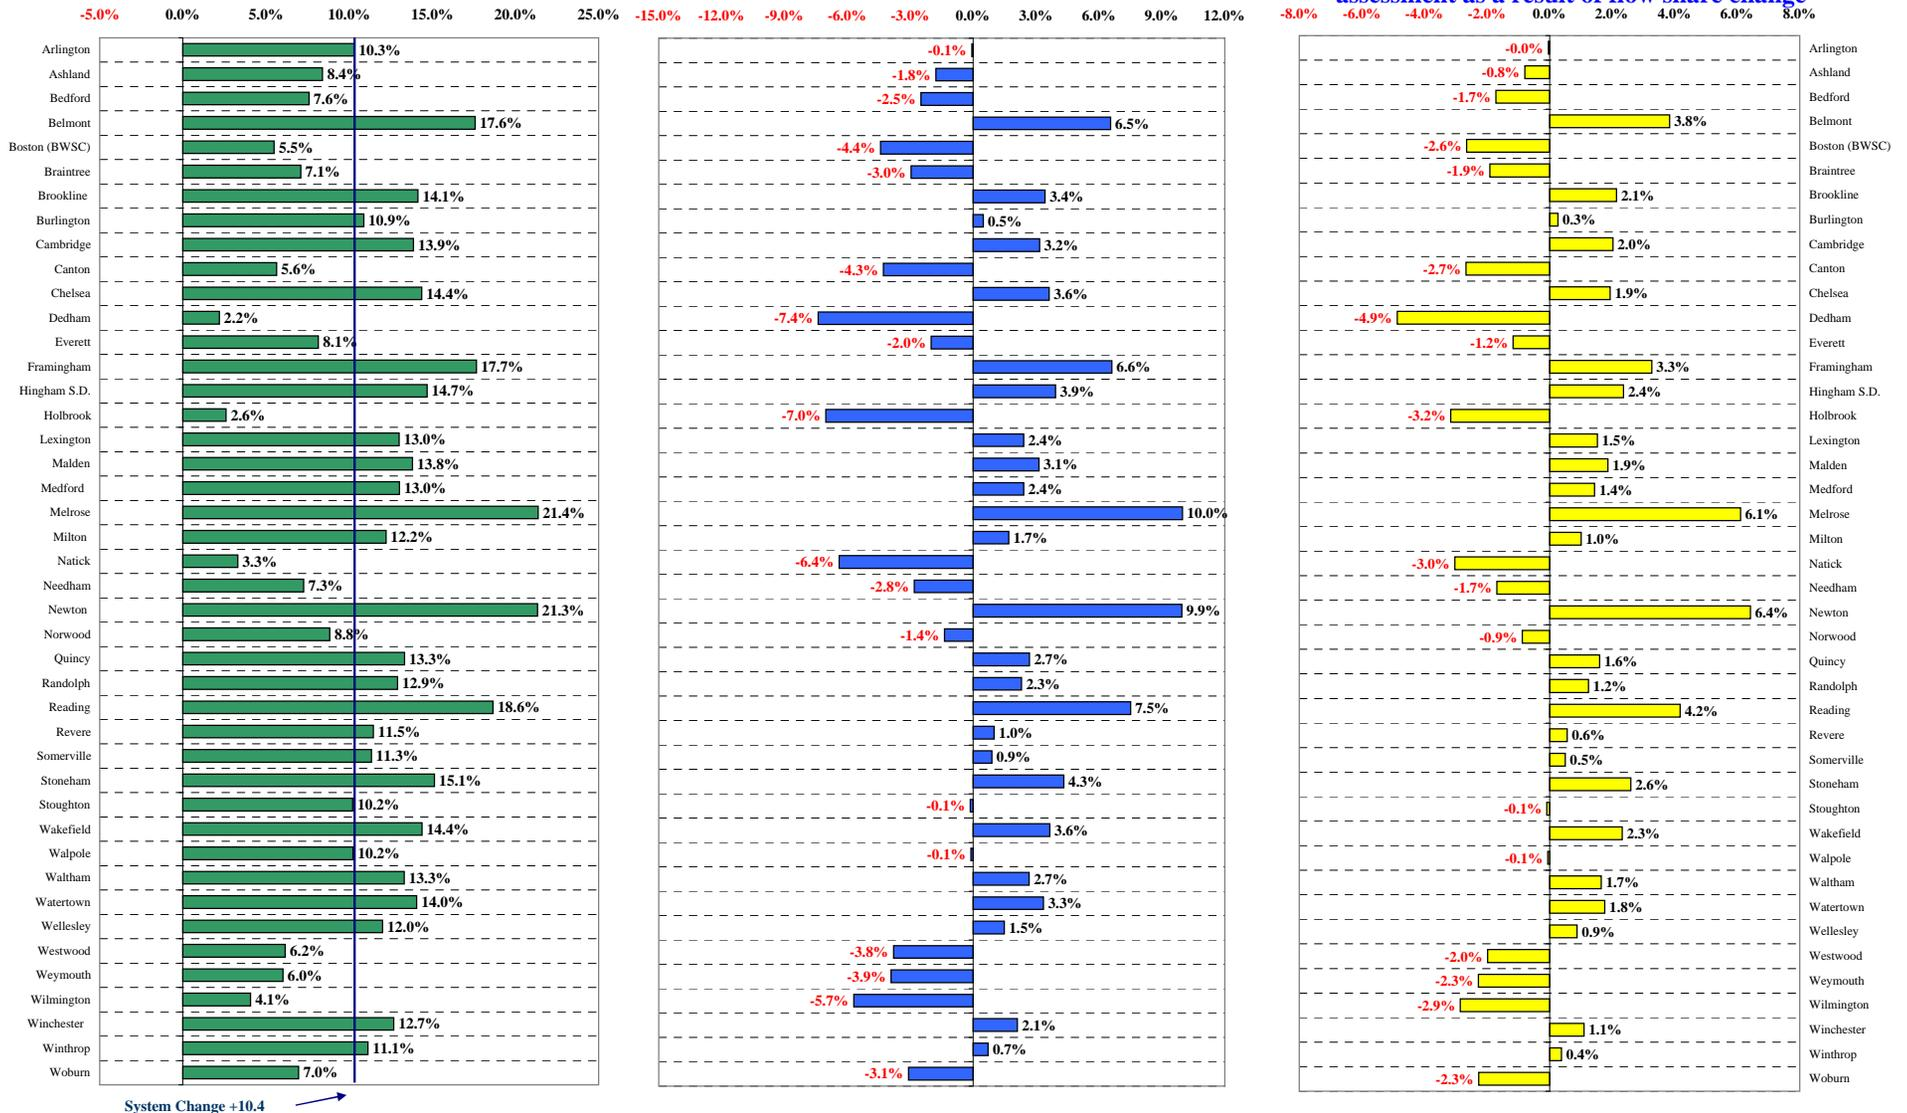 assessment as a result of flow share change
-5.0% 0.0% 5.0% 10.0% 15.0% 20.0% 25.0% -15.0% -12.0% -9.0% -6.0% -3.0% 0.0% 3.0% 6.0% 9.0% 12.0% -8.0% -6.0% -4.0% -2.0% 0.0% 2.0% 4.0% 6.0% 8.0%
Arlington 10.3% -0.1% -0.0% Arlington
Ashland 8.4% -1.8% -0.8% Ashland
Bedford 7.6% -2.5% -1.7% Bedford
Belmont 17.6% 6.5% 3.8% Belmont
Boston (BWSC) 5.5% -4.4% -2.6% Boston (BWSC)
Braintree 7.1% -3.0% -1.9% Braintree
Brookline 14.1% 3.4% 2.1% Brookline
Burlington 10.9% 0.5% 0.3% Burlington
Cambridge 13.9% 3.2% 2.0% Cambridge
Canton 5.6% -4.3% -2.7% Canton
Chelsea 14.4% 3.6% 1.9% Chelsea
Dedham 2.2% -7.4% -4.9% Dedham
Everett 8.1% -2.0% -1.2% Everett
Framingham 17.7% 6.6% 3.3% Framingham
Hingham S.D. 14.7% 3.9% 2.4% Hingham S.D.
Holbrook 2.6% -7.0% -3.2% Holbrook
Lexington 13.0% 2.4% 1.5% Lexington
Malden 13.8% 3.1% 1.9% Malden
Medford 13.0% 2.4% 1.4% Medford
Melrose 21.4% 10.0% 6.1% Melrose
Milton 12.2% 1.7% 1.0% Milton
Natick 3.3% -6.4% -3.0% Natick
Needham 7.3% -2.8% -1.7% Needham
Newton 21.3% 9.9% 6.4% Newton
Norwood 8.8% -1.4% -0.9% Norwood
Quincy 13.3% 2.7% 1.6% Quincy
Randolph 12.9% 2.3% 1.2% Randolph
Reading 18.6% 7.5% 4.2% Reading
Revere 11.5% 1.0% 0.6% Revere
Somerville 11.3% 0.9% 0.5% Somerville
Stoneham 15.1% 4.3% 2.6% Stoneham
Stoughton 10.2% -0.1% -0.1% Stoughton
Wakefield 14.4% 3.6% 2.3% Wakefield
Walpole 10.2% -0.1% -0.1% Walpole
Waltham 13.3% 2.7% 1.7% Waltham
Watertown 14.0% 3.3% 1.8% Watertown
Wellesley 12.0% 1.5% 0.9% Wellesley
Westwood 6.2% -3.8% -2.0% Westwood
Weymouth 6.0% -3.9% -2.3% Weymouth
Wilmington 4.1% -5.7% -2.9% Wilmington
Winchester 12.7% 2.1% 1.1% Winchester
Winthrop 11.1% 0.7% 0.4% Winthrop
Woburn 7.0% -3.1% -2.3% Woburn
System Change +10.4